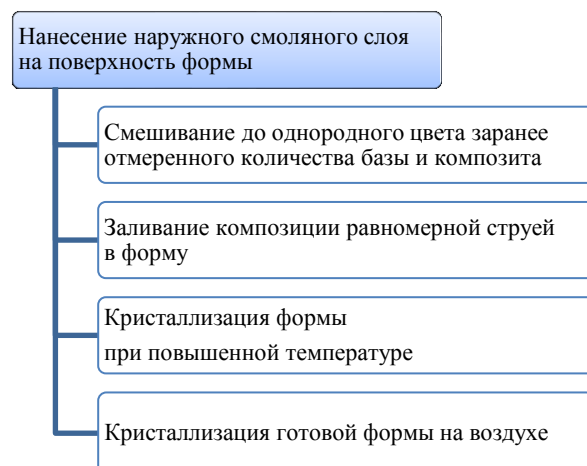 Нанесение наружного смоляного слоя
на поверхность формы
Смешивание до однородного цвета заранее
отмеренного количества базы и композита
Заливание композиции равномерной струей
в форму
Кристаллизация формы
при повышенной температуре
Кристаллизация готовой формы на воздухе